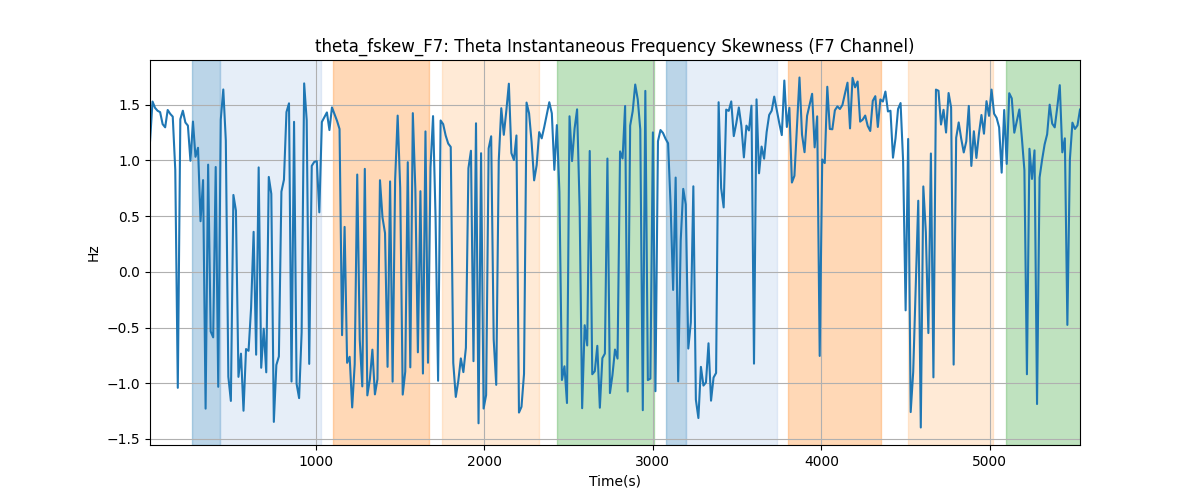 theta_fskew_F7: Theta Instantaneous Frequency Skewness (F7 Channel)
1.5
1.0
0.5
0.0
−0.5
−1.0
−1.5
Hz
1000 2000 3000 4000 5000
Time(s)